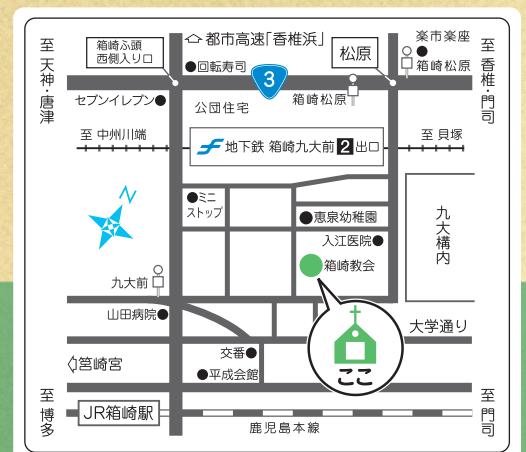 至 天神・唐津
箱崎ふ頭
西側入り口
都市高速「香椎浜」
回転寿司
3
松原
楽市楽座
箱崎松原
至 香椎・門司
セブンイレブン
公団住宅
箱崎松原
至 中州川端
地下鉄 箱崎九大前 2 出口
至 貝塚
N
ミニ
ストップ
恵泉幼稚園
入江医院
箱崎教会
九大構内
九大前
山田病院
大学通り
筥崎宮
交番
平成会館
ここ
至 博多
JR箱崎駅
鹿児島本線
至 門司